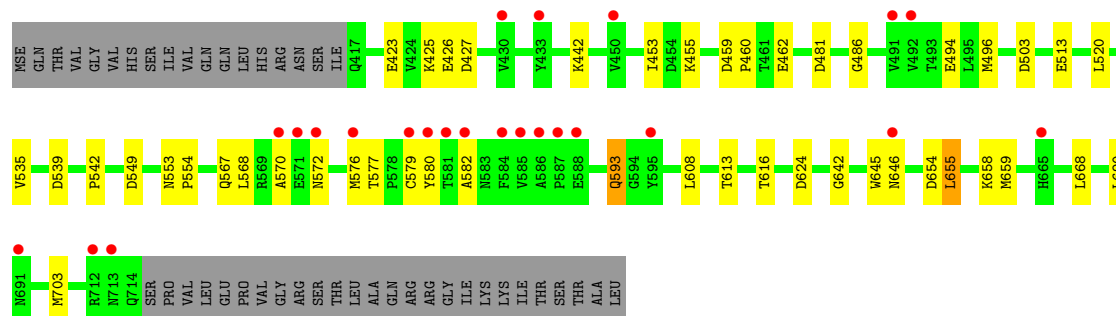 MSE GLN THR VAL GLY VAL HIS SER ILE VAL GLN GLN LEU HIS ARG ASN SER ILE Q417 E423 V424 K425 E426 D427 V430 Y433 K442 V450 I453 D454 K455 D459 P460 T461 E462 D481 G486 V491 V492 T493 E494 L495 M496 D503 E513 L520
V535 D539 P542 D549 N553 P554 Q567 L568 R569 A570 E571 N572 M576 T577 P578 C579 Y580 T581 A582 N583 F584 V585 A586 P587 E588 Q593 G594 Y595 L608 T613 T616 D624 G642 W645 N646 D654 L655 K658 M659 H665 L668
N691 M703 R712 N713 Q714 SER PRO VAL LEU GLU PRO VAL GLY ARG SER THR LEU ALA GLN ARG ARG GLY ILE LYS LYS ILE THR SER THR ALA LEU